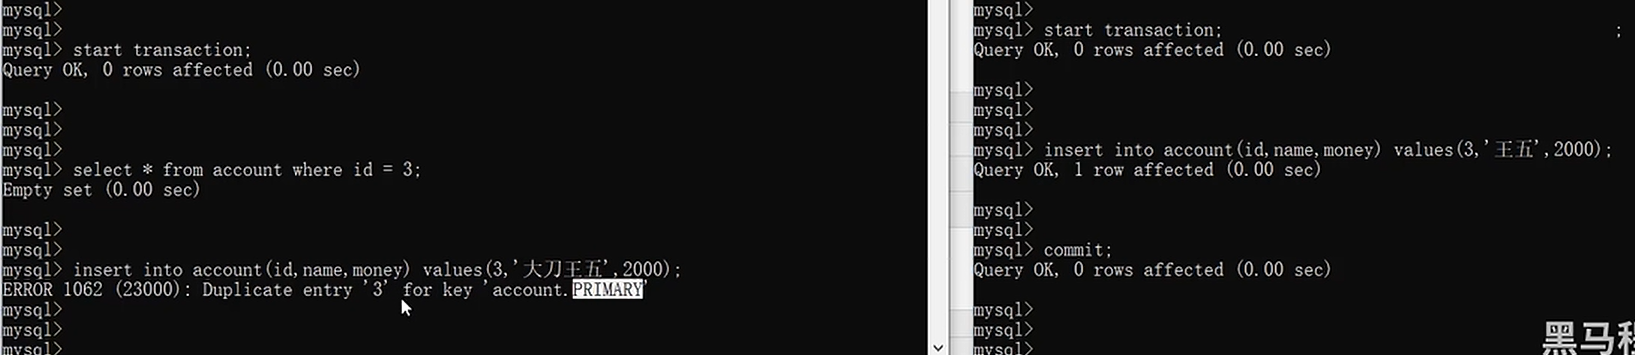 mysql>
mysql>
mysql> start transaction;
Query OK, 0 rows affected (0.00 sec)
mysql>
mysql>
mysql>
mysql> select * from account where id = 3;
Empty set (0.00 sec)
mysql>
mysql>
mysql> insert into account(id,name,money) values(3,'大刀王五',2000);
ERROR 1062 (23000): Duplicate entry '3' for key 'account.PRIMARY'
mysql>
mysql>
mysql>
mysql>
mysql> start transaction; ;
Query OK, 0 rows affected (0.00 sec)
mysql>
mysql>
mysql>
mysql> insert into account(id,name,money) values(3,'王五',2000);
Query OK, 1 row affected (0.00 sec)
mysql>
mysql>
mysql> commit;
Query OK, 0 rows affected (0.00 sec)
mysql>
mysql>
mysql>
黑马程